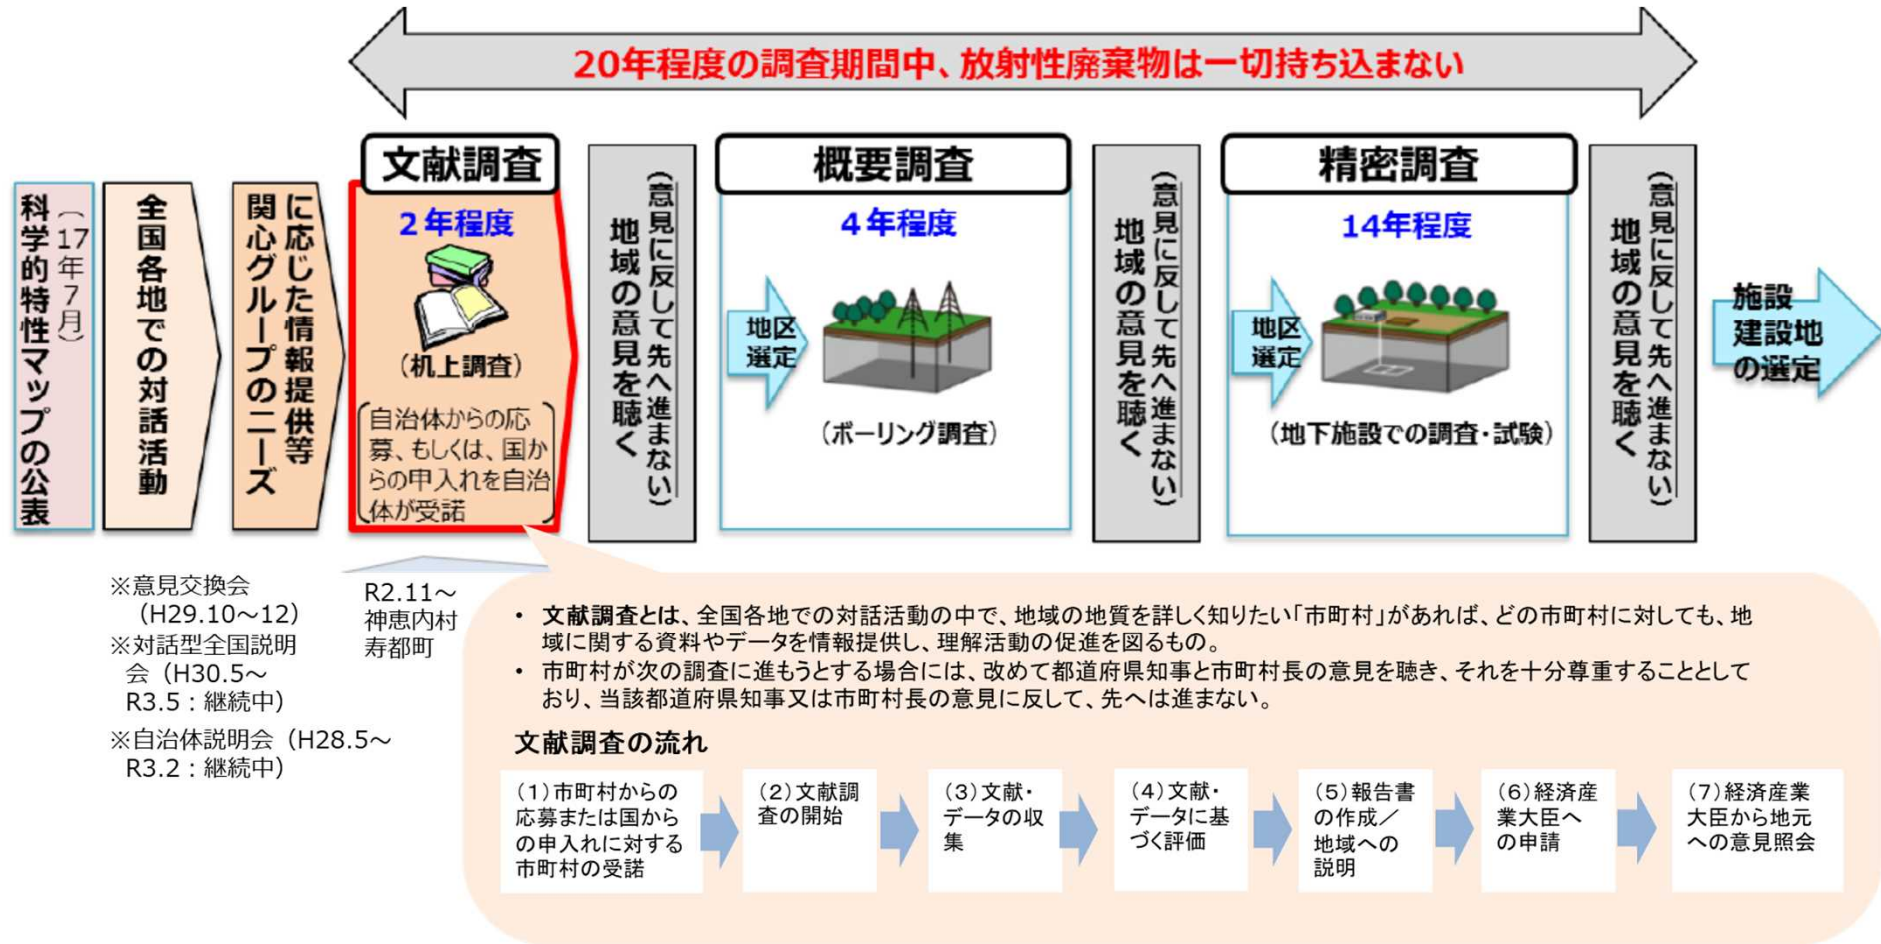 20年程度の調査期間中、放射性廃棄物は一切持ち込まない
科学的特性マップの公表
(17年7月)
全国各地での対話活動
に応じた情報提供等
関心グループのニーズ
文献調査
2年程度
(机上調査)
自治体からの応
募、もしくは、国か
らの申入れを自治
体が受諾
(意見に反して先へ進まない)
地域の意見を聴く
概要調査
4年程度
地区
選定
(ボーリング調査)
(意見に反して先へ進まない)
地域の意見を聴く
精密調査
14年程度
地区
選定
(地下施設での調査・試験)
(意見に反して先へ進まない)
地域の意見を聴く
施設
建設地
の選定
※意見交換会
(H29.10～12)
※対話型全国説明
会(H30.5～
R3.5：継続中)
※自治体説明会(H28.5～
R3.2：継続中)
R2.11～
神恵内村
寿都町
・ 文献調査とは、全国各地での対話活動の中で、地域の地質を詳しく知りたい「市町村」があれば、どの市町村に対しても、地
域に関する資料やデータを情報提供し、理解活動の促進を図るもの。
・ 市町村が次の調査に進もうとする場合には、改めて都道府県知事と市町村長の意見を聴き、それを十分尊重することとして
おり、当該都道府県知事又は市町村長の意見に反して、先へは進まない。
文献調査の流れ
(1)市町村からの
応募または国から
の申入れに対する
市町村の受諾
(2)文献調
査の開始
(3)文献・
データの収
集
(4)文献・
データに基
づく評価
(5)報告書
の作成／
地域への
説明
(6)経済産
業大臣へ
の申請
(7)経済産業
大臣から地元
への意見照会